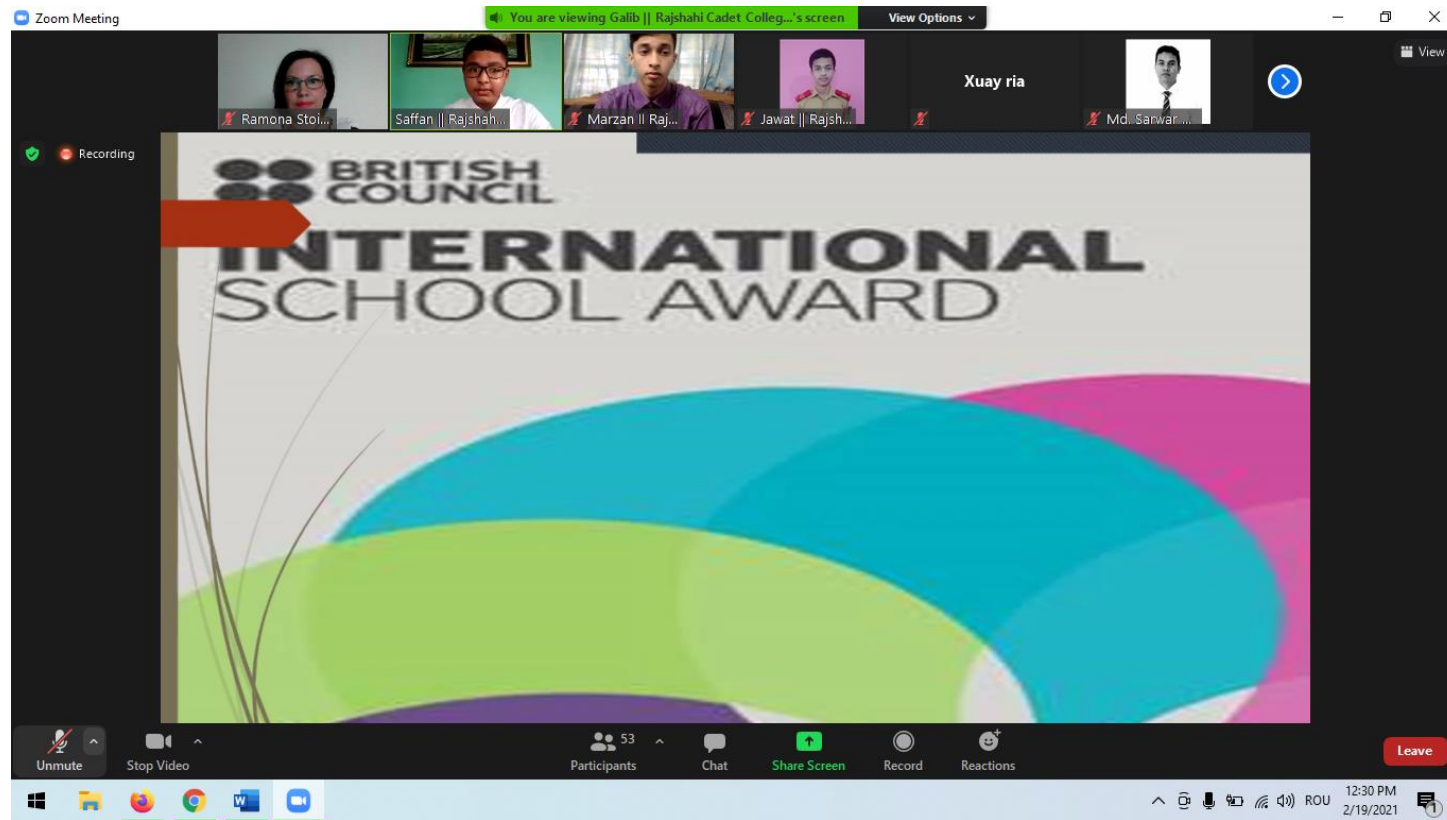 Zoom Meeting
You are viewing Galib || Rajshahi Cadet Colleg...'s screen
View Options
View
Ramona Stoi...
Saffan || Rajshah...
Marzan II Raj...
Jawat || Rajsh...
Xuay ria
Md. Sarwar ...
Recording
BRITISH
COUNCIL
INTERNATIONAL
SCHOOL AWARD
Unmute
Stop Video
53
Participants
Chat
Share Screen
Record
Reactions
Leave
ROU
12:30 PM
2/19/2021
1